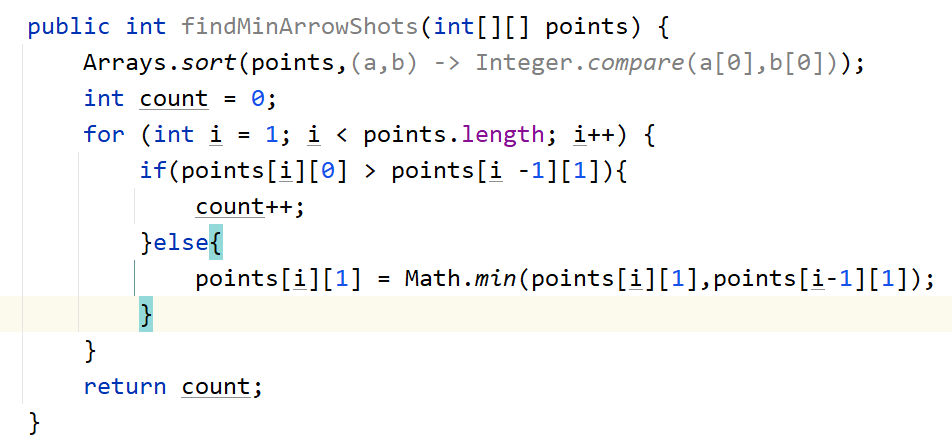 public int findMinArrowShots(int[][] points) {
    Arrays.sort(points,(a,b) -> Integer.compare(a[0],b[0]));
    int count = 0;
    for (int i = 1; i < points.length; i++) {
        if(points[i][0] > points[i -1][1]){
            count++;
        }else{
            points[i][1] = Math.min(points[i][1],points[i-1][1]);
        }
    }
    return count;
}